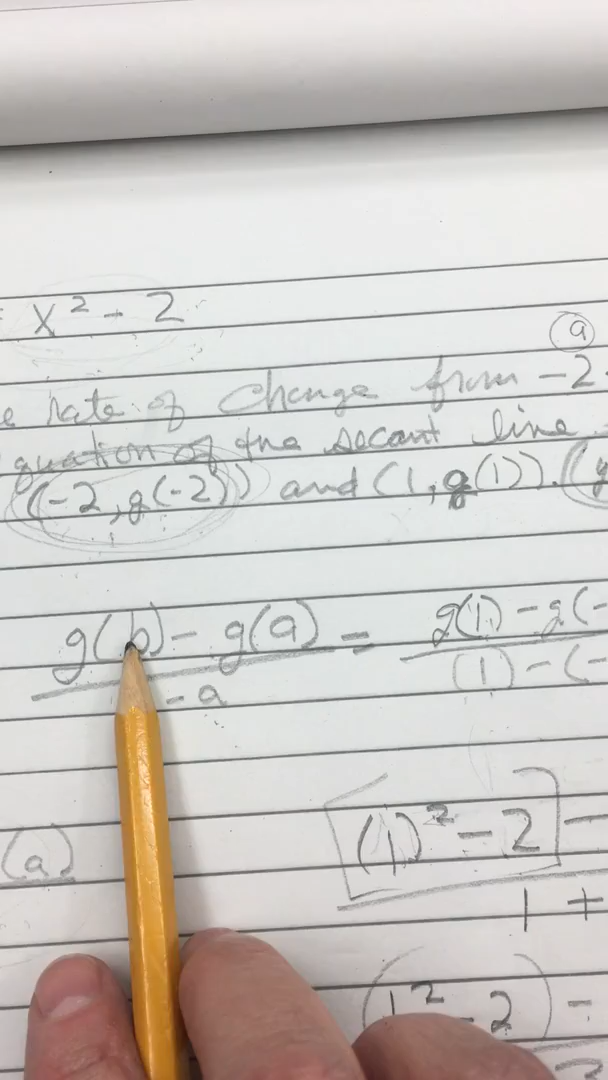 x² - 2
a
e rate of change from -2
quation of the secant line
(-2, g(-2)) and (1, g(1)). (y
g(b) - g(a) = g(1) - g(-
- a (1) - (-
(1)² - 2 -
(a)
1 +
(1² - 2) -